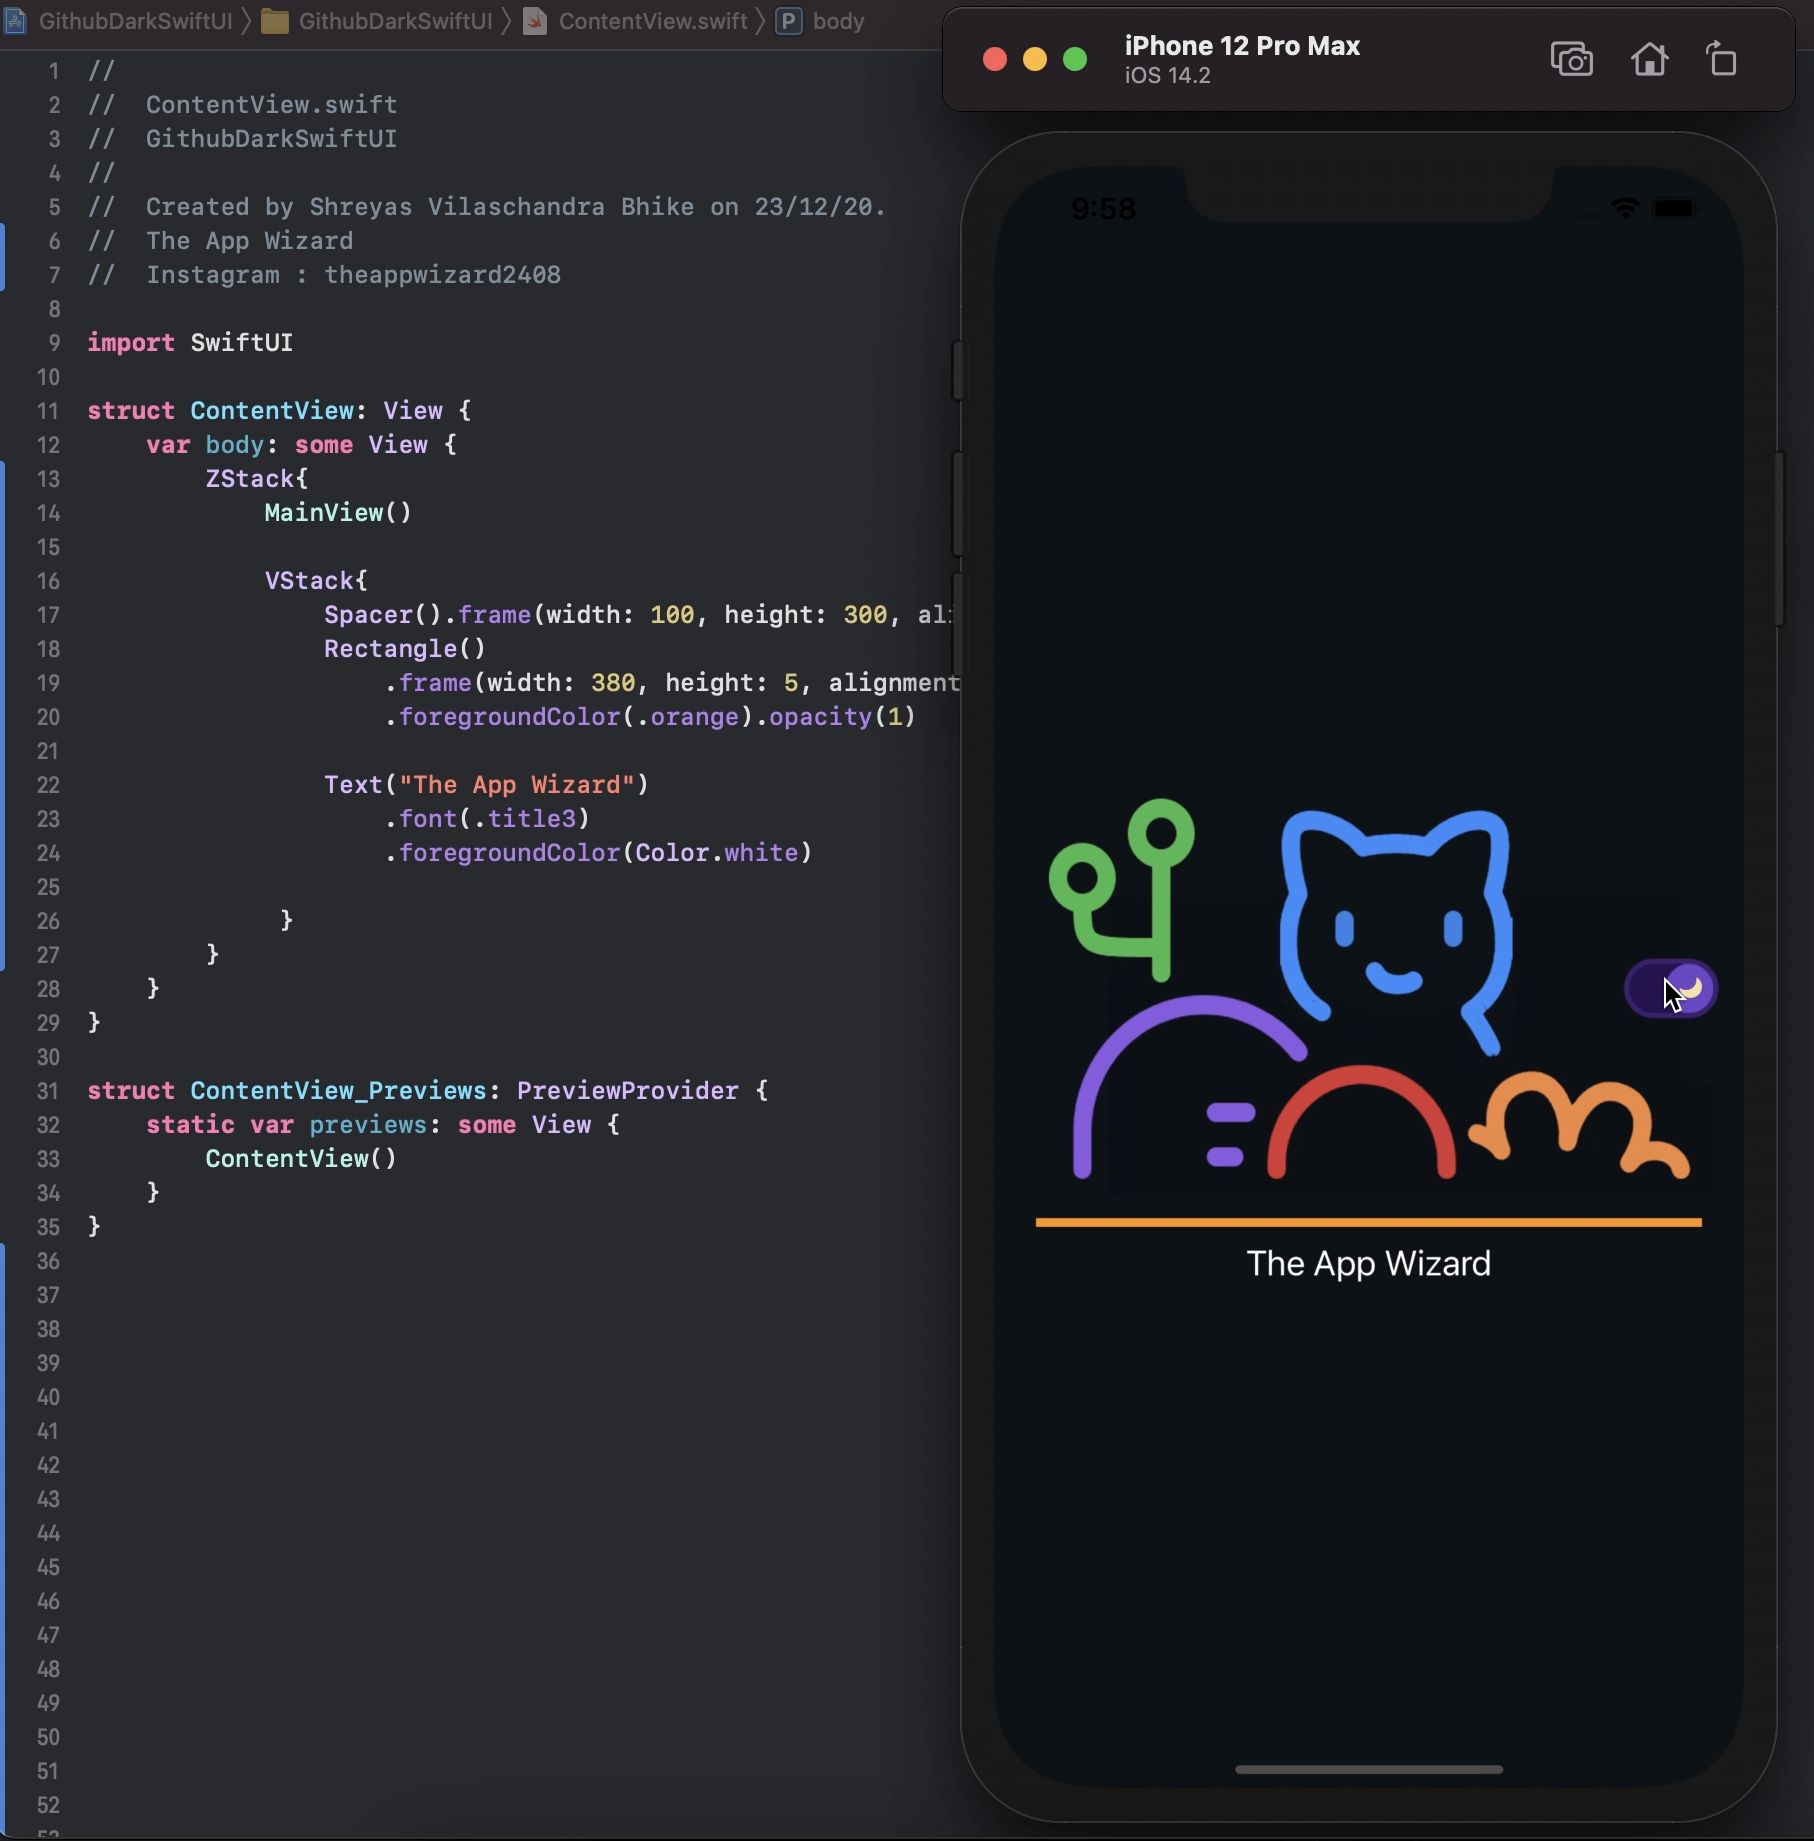 GithubDarkSwiftUI 〉 GithubDarkSwiftUI 〉 ContentView.swift 〉 P body
1 //
2 //  ContentView.swift
3 //  GithubDarkSwiftUI
4 //
5 //  Created by Shreyas Vilaschandra Bhike on 23/12/20.
6 //  The App Wizard
7 //  Instagram : theappwizard2408
8
9 import SwiftUI
10
11 struct ContentView: View {
12     var body: some View {
13         ZStack{
14             MainView()
15
16             VStack{
17                 Spacer().frame(width: 100, height: 300, ali
18                 Rectangle()
19                     .frame(width: 380, height: 5, alignment
20                     .foregroundColor(.orange).opacity(1)
21
22                 Text("The App Wizard")
23                     .font(.title3)
24                     .foregroundColor(Color.white)
25
26              }
27         }
28     }
29 }
30
31 struct ContentView_Previews: PreviewProvider {
32     static var previews: some View {
33         ContentView()
34     }
35 }
36
37
38
39
40
41
42
43
44
45
46
47
48
49
50
51
52
53
iPhone 12 Pro Max
iOS 14.2
9:58
The App Wizard